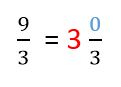 9/3 = 3 0/3